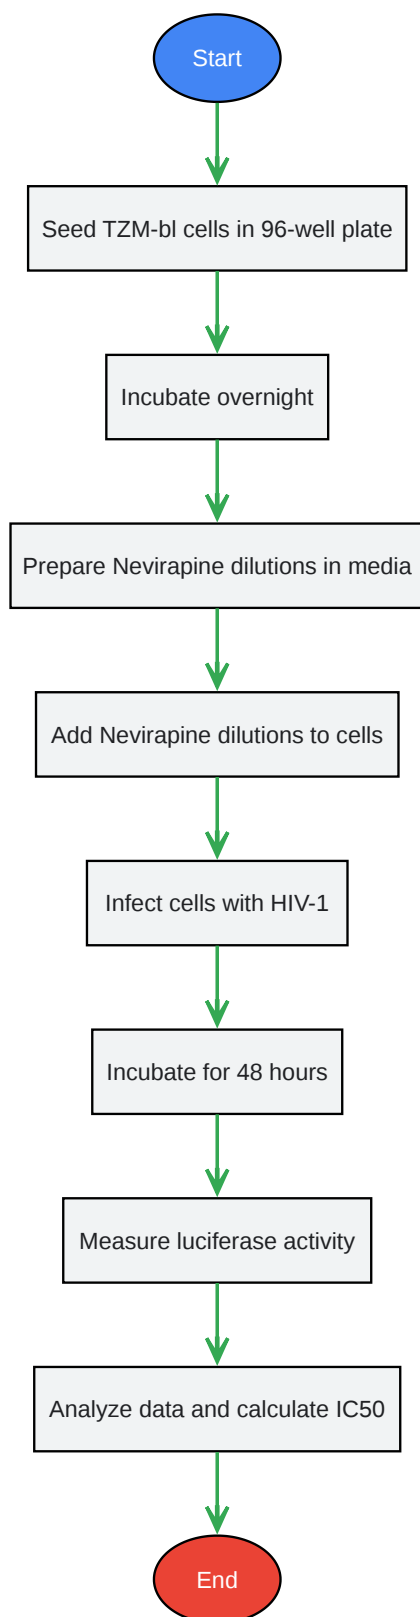 Start
Seed TZM-bl cells in 96-well plate
Incubate overnight
Prepare Nevirapine dilutions in media
Add Nevirapine dilutions to cells
Infect cells with HIV-1
Incubate for 48 hours
Measure luciferase activity
Analyze data and calculate IC50
End